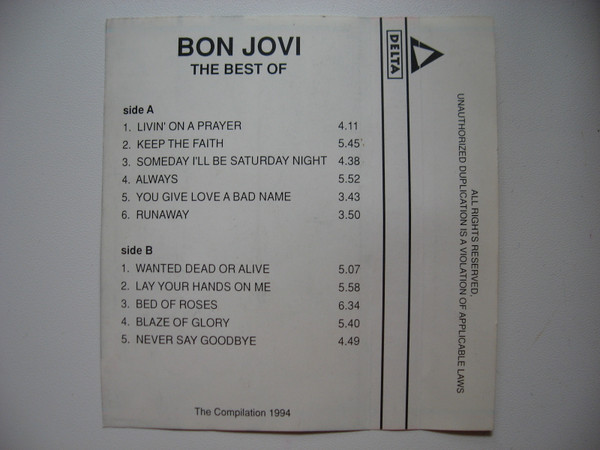 BON JOVI
THE BEST OF
side A
1. LIVIN' ON A PRAYER 4.11
2. KEEP THE FAITH 5.45
3. SOMEDAY I'LL BE SATURDAY NIGHT 4.38
4. ALWAYS 5.52
5. YOU GIVE LOVE A BAD NAME 3.43
6. RUNAWAY 3.50
side B
1. WANTED DEAD OR ALIVE 5.07
2. LAY YOUR HANDS ON ME 5.58
3. BED OF ROSES 6.34
4. BLAZE OF GLORY 5.40
5. NEVER SAY GOODBYE 4.49
The Compilation 1994
DELTA
ALL RIGHTS RESERVED,
UNAUTHORIZED DUPLICATION IS A VIOLATION OF APPLICABLE LAWS